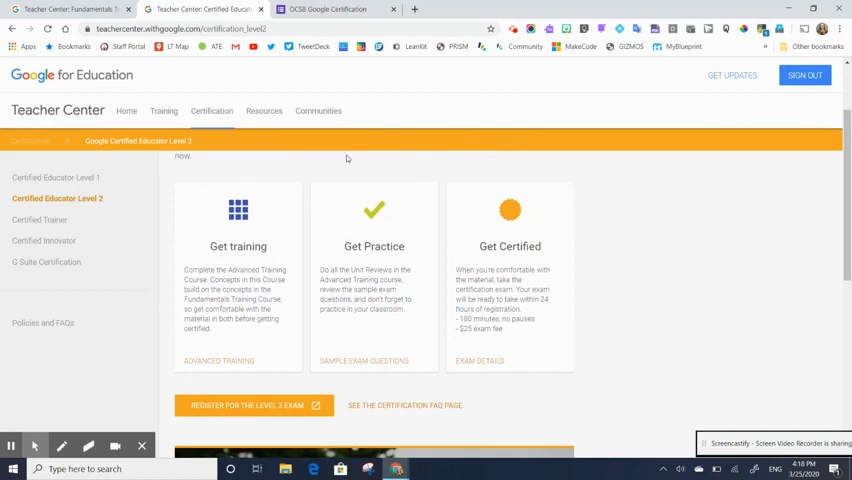 Teacher Center: Fundamentals T
Teacher Center: Certified Educato
OCSB Google Certification
teachercenter.withgoogle.com/certification_level2
Apps
Bookmarks
Staff Portal
LT Map
ATE
TweetDeck
LeanKit
PRISM
Community
MakeCode
GIZMOS
MyBlueprint
Other bookmarks
Google for Education
GET UPDATES
SIGN OUT
Teacher Center
Home
Training
Certification
Resources
Communities
Certification
Google Certified Educator Level 2
now.
Certified Educator Level 1
Certified Educator Level 2
Certified Trainer
Certified Innovator
G Suite Certification
Policies and FAQs
Get training
Complete the Advanced Training
Course. Concepts in this Course
build on the concepts in the
Fundamentals Training Course,
so get comfortable with the
material in both before getting
certified.
ADVANCED TRAINING
Get Practice
Do all the Unit Reviews in the
Advanced Training course,
review the sample exam
questions, and don't forget to
practice in your classroom.
SAMPLE EXAM QUESTIONS
Get Certified
When you're comfortable with
the material, take the
certification exam. Your exam
will be ready to take within 24
hours of registration.
- 180 minutes, no pauses
- $25 exam fee
EXAM DETAILS
REGISTER FOR THE LEVEL 2 EXAM
SEE THE CERTIFICATION FAQ PAGE.
Screencastify - Screen Video Recorder is sharing
Type here to search
ENG
4:18 PM
3/25/2020